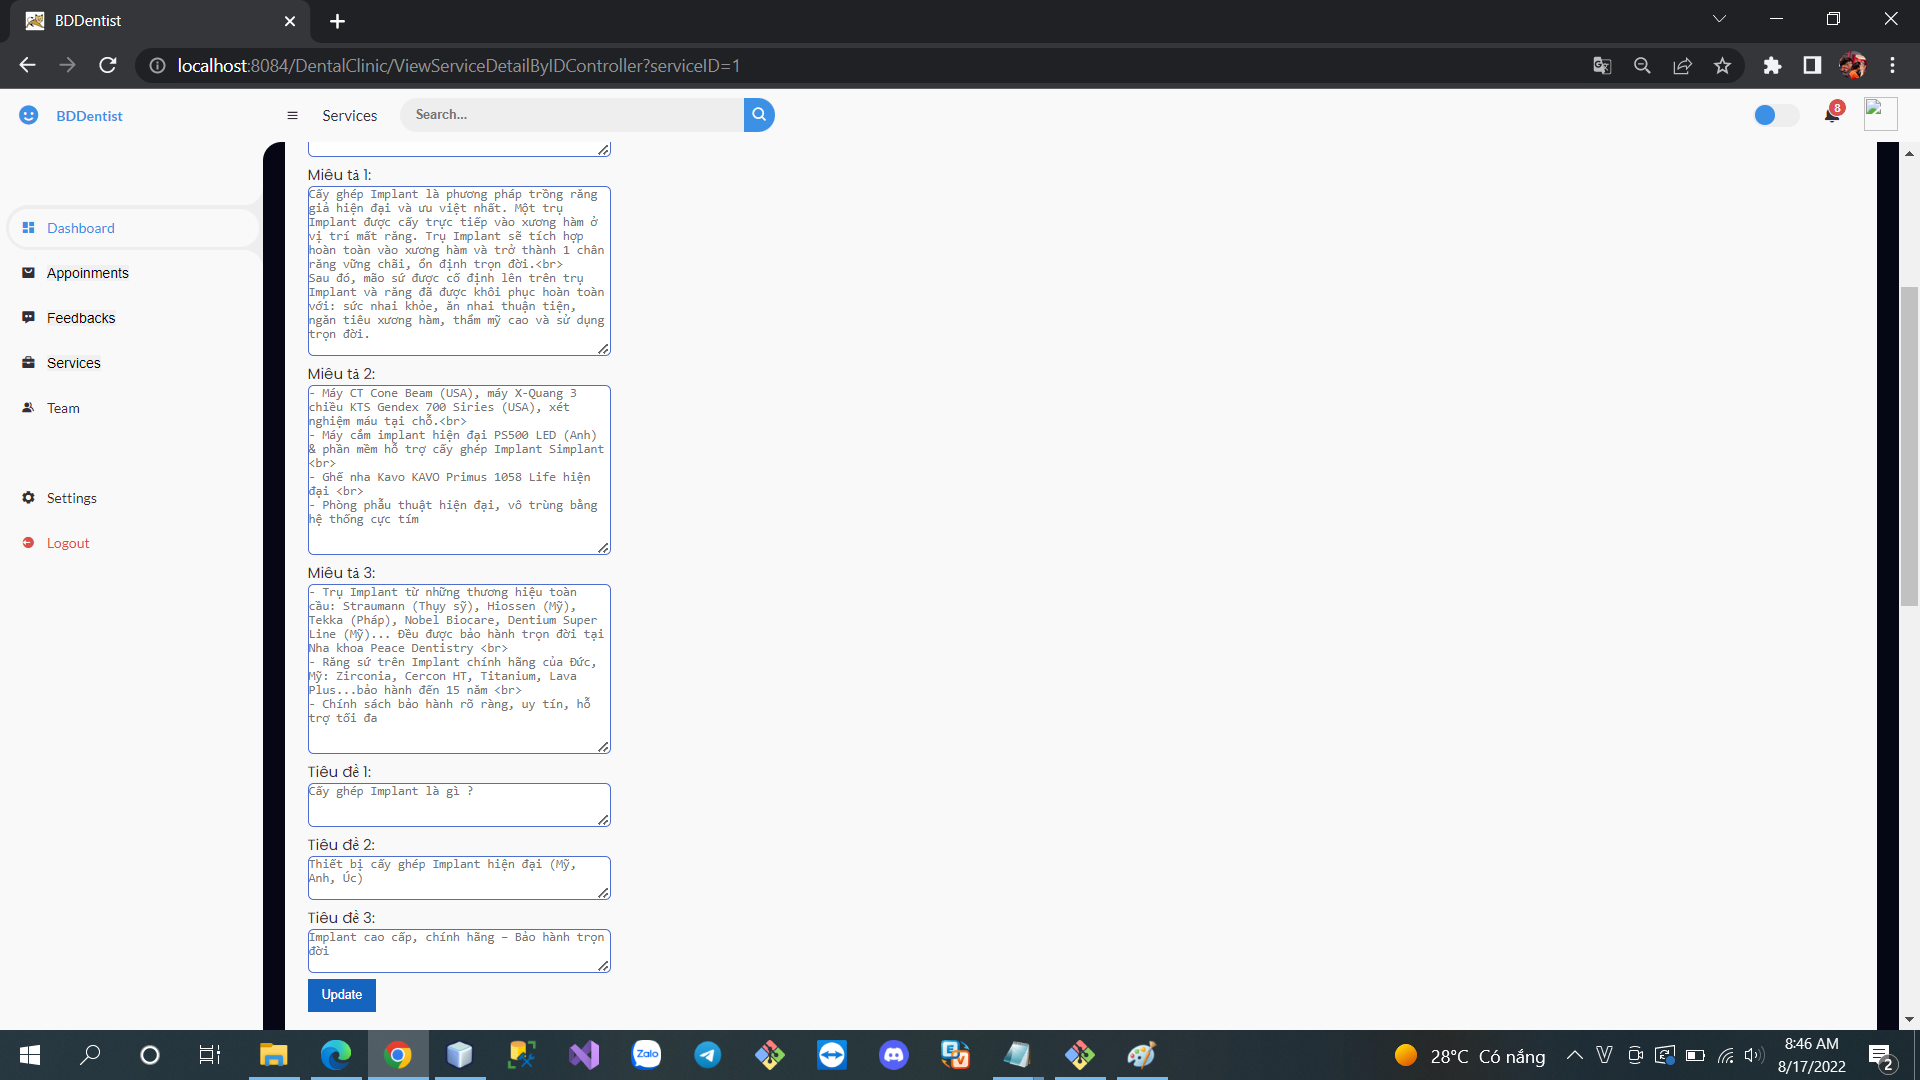 BDDentist
localhost:8084/DentalClinic/ViewServiceDetailByIDController?serviceID=1
BDDentist
Services
Search...
8
Dashboard
Appoinments
Feedbacks
Services
Team
Settings
Logout
Miêu tả 1:
Cấy ghép Implant là phương pháp trồng răng
giả hiện đại và ưu việt nhất. Một trụ
Implant được cấy trực tiếp vào xương hàm ở
vị trí mất răng. Trụ Implant sẽ tích hợp
hoàn toàn vào xương hàm và trở thành 1 chân
răng vững chãi, ổn định trọn đời.<br>
Sau đó, mão sứ được cố định lên trên trụ
Implant và răng đã được khôi phục hoàn toàn
với: sức nhai khỏe, ăn nhai thuận tiện,
ngăn tiêu xương hàm, thẩm mỹ cao và sử dụng
trọn đời.
Miêu tả 2:
- Máy CT Cone Beam (USA), máy X-Quang 3
chiều KTS Gendex 700 Siries (USA), xét
nghiệm máu tại chỗ.<br>
- Máy cắm implant hiện đại PS500 LED (Anh)
& phần mềm hỗ trợ cấy ghép Implant Simplant
<br>
- Ghế nha Kavo KAVO Primus 1058 Life hiện
đại <br>
- Phòng phẫu thuật hiện đại, vô trùng bằng
hệ thống cực tím
Miêu tả 3:
- Trụ Implant từ những thương hiệu toàn
cầu: Straumann (Thụy sỹ), Hiossen (Mỹ),
Tekka (Pháp), Nobel Biocare, Dentium Super
Line (Mỹ)... Đều được bảo hành trọn đời tại
Nha khoa Peace Dentistry <br>
- Răng sứ trên Implant chính hãng của Đức,
Mỹ: Zirconia, Cercon HT, Titanium, Lava
Plus...bảo hành đến 15 năm <br>
- Chính sách bảo hành rõ ràng, uy tín, hỗ
trợ tối đa
Tiêu đề 1:
Cấy ghép Implant là gì ?
Tiêu đề 2:
Thiết bị cấy ghép Implant hiện đại (Mỹ,
Anh, Úc)
Tiêu đề 3:
Implant cao cấp, chính hãng – Bảo hành trọn
đời
Update
Zalo
28°C Có nắng
8:46 AM
8/17/2022
2